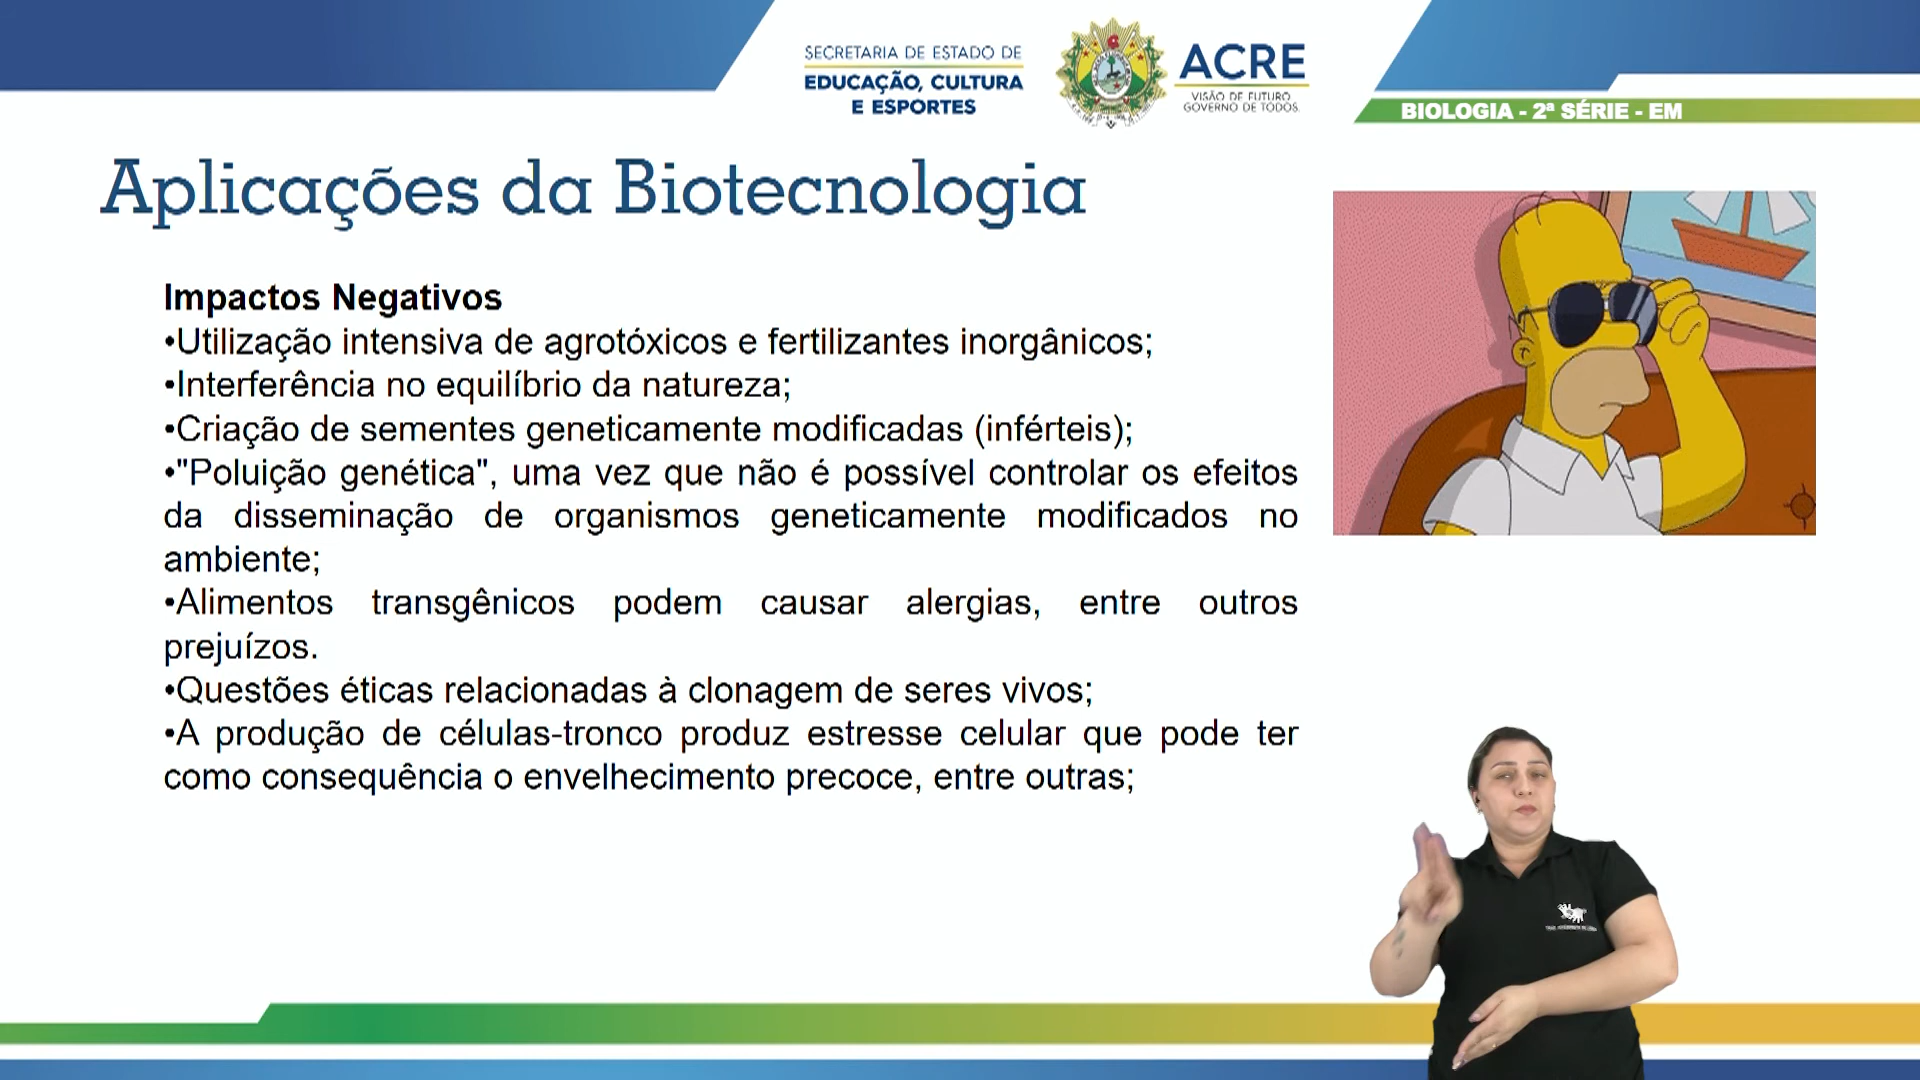 SECRETARIA DE ESTADO DE
EDUCAÇÃO, CULTURA
E ESPORTES
ACRE
VISÃO DE FUTURO
GOVERNO DE TODOS.
BIOLOGIA - 2ª SÉRIE - EM
Aplicações da Biotecnologia
Impactos Negativos
•Utilização intensiva de agrotóxicos e fertilizantes inorgânicos;
•Interferência no equilíbrio da natureza;
•Criação de sementes geneticamente modificadas (inférteis);
•"Poluição genética", uma vez que não é possível controlar os efeitos
da disseminação de organismos geneticamente modificados no
ambiente;
•Alimentos transgênicos podem causar alergias, entre outros
prejuízos.
•Questões éticas relacionadas à clonagem de seres vivos;
•A produção de células-tronco produz estresse celular que pode ter
como consequência o envelhecimento precoce, entre outras;